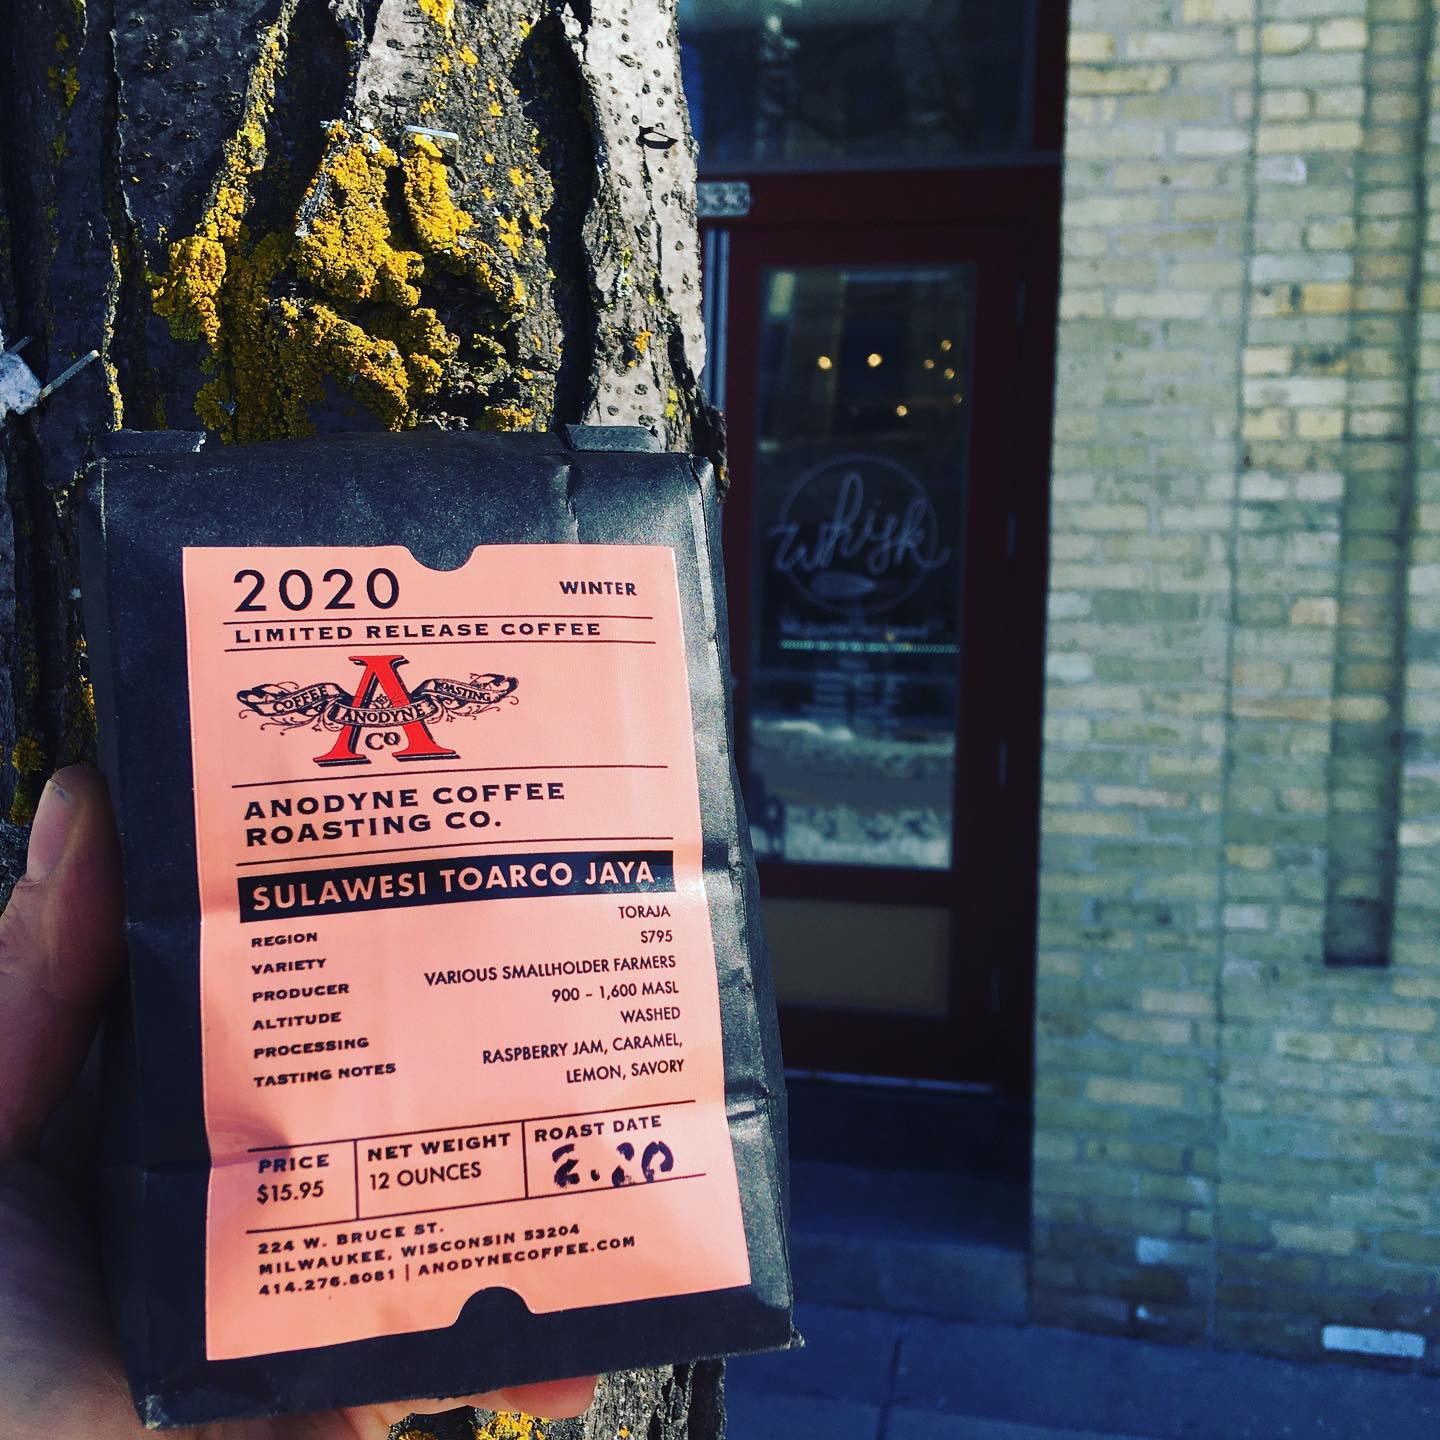 333
whisk
2020 WINTER
LIMITED RELEASE COFFEE
COFFEE ROASTING
ANODYNE
CO
ANODYNE COFFEE
ROASTING CO.
SULAWESI TOARCO JAYA
REGION TORAJA
VARIETY S795
PRODUCER VARIOUS SMALLHOLDER FARMERS
ALTITUDE 900 – 1,600 MASL
PROCESSING WASHED
TASTING NOTES RASPBERRY JAM, CARAMEL,
LEMON, SAVORY
PRICE NET WEIGHT ROAST DATE
$15.95 12 OUNCES 2.20
224 W. BRUCE ST.
MILWAUKEE, WISCONSIN 53204
414.276.8081 | ANODYNECOFFEE.COM